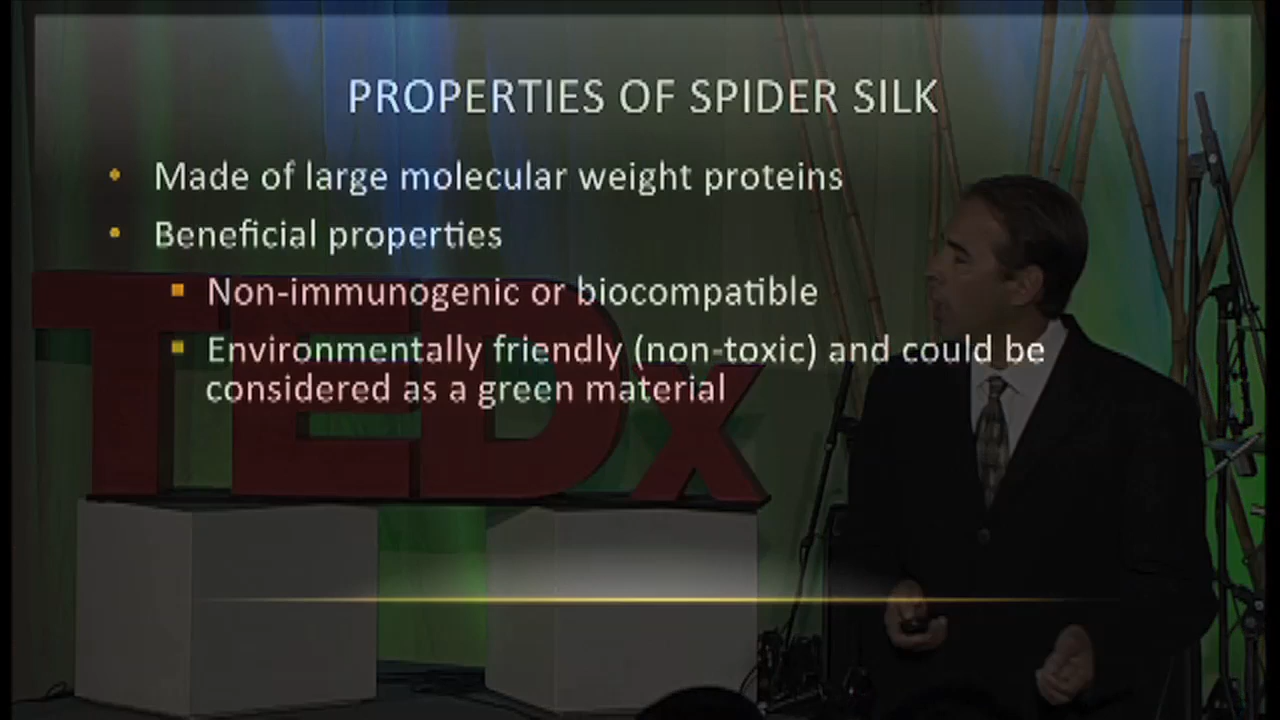 PROPERTIES OF SPIDER SILK
• Made of large molecular weight proteins
• Beneficial properties
▪ Non-immunogenic or biocompatible
▪ Environmentally friendly (non-toxic) and could be
considered as a green material
TEDx